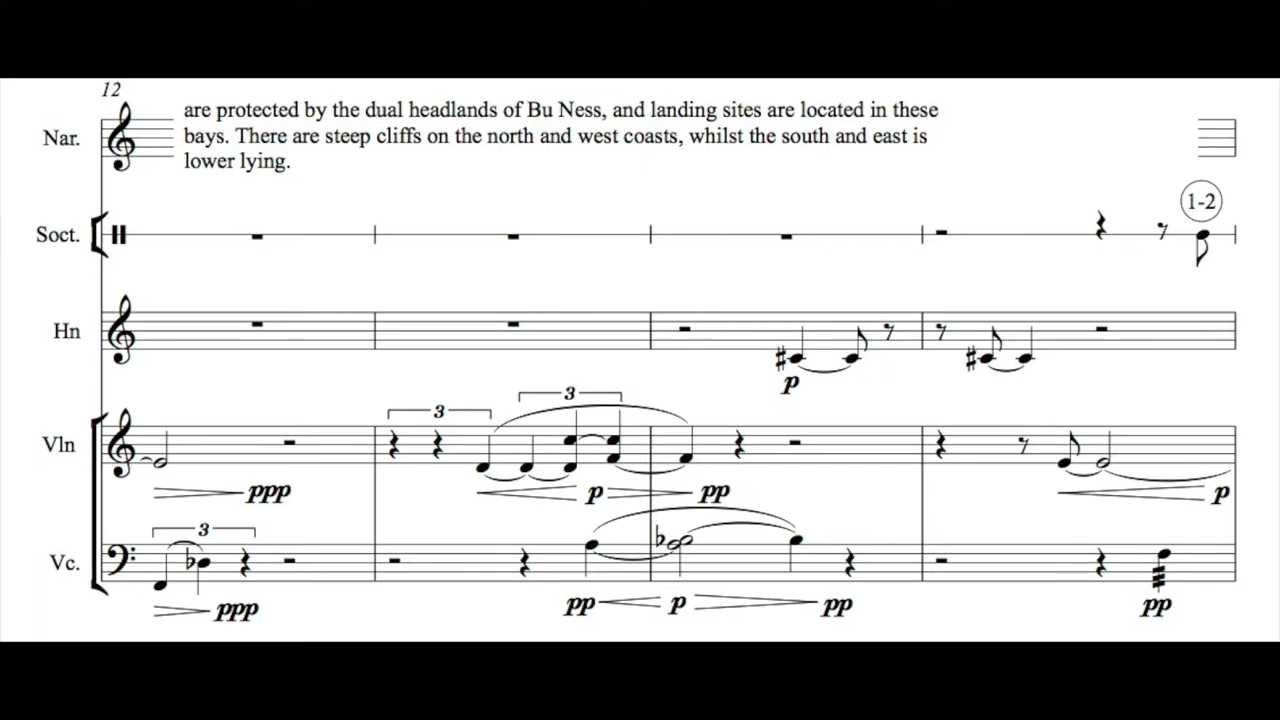 12
Nar.
are protected by the dual headlands of Bu Ness, and landing sites are located in these
bays. There are steep cliffs on the north and west coasts, whilst the south and east is
lower lying.
1-2
Soct.
Hn
p
3
3
Vln
ppp
p
pp
p
3
Vc.
ppp
pp
p
pp
pp